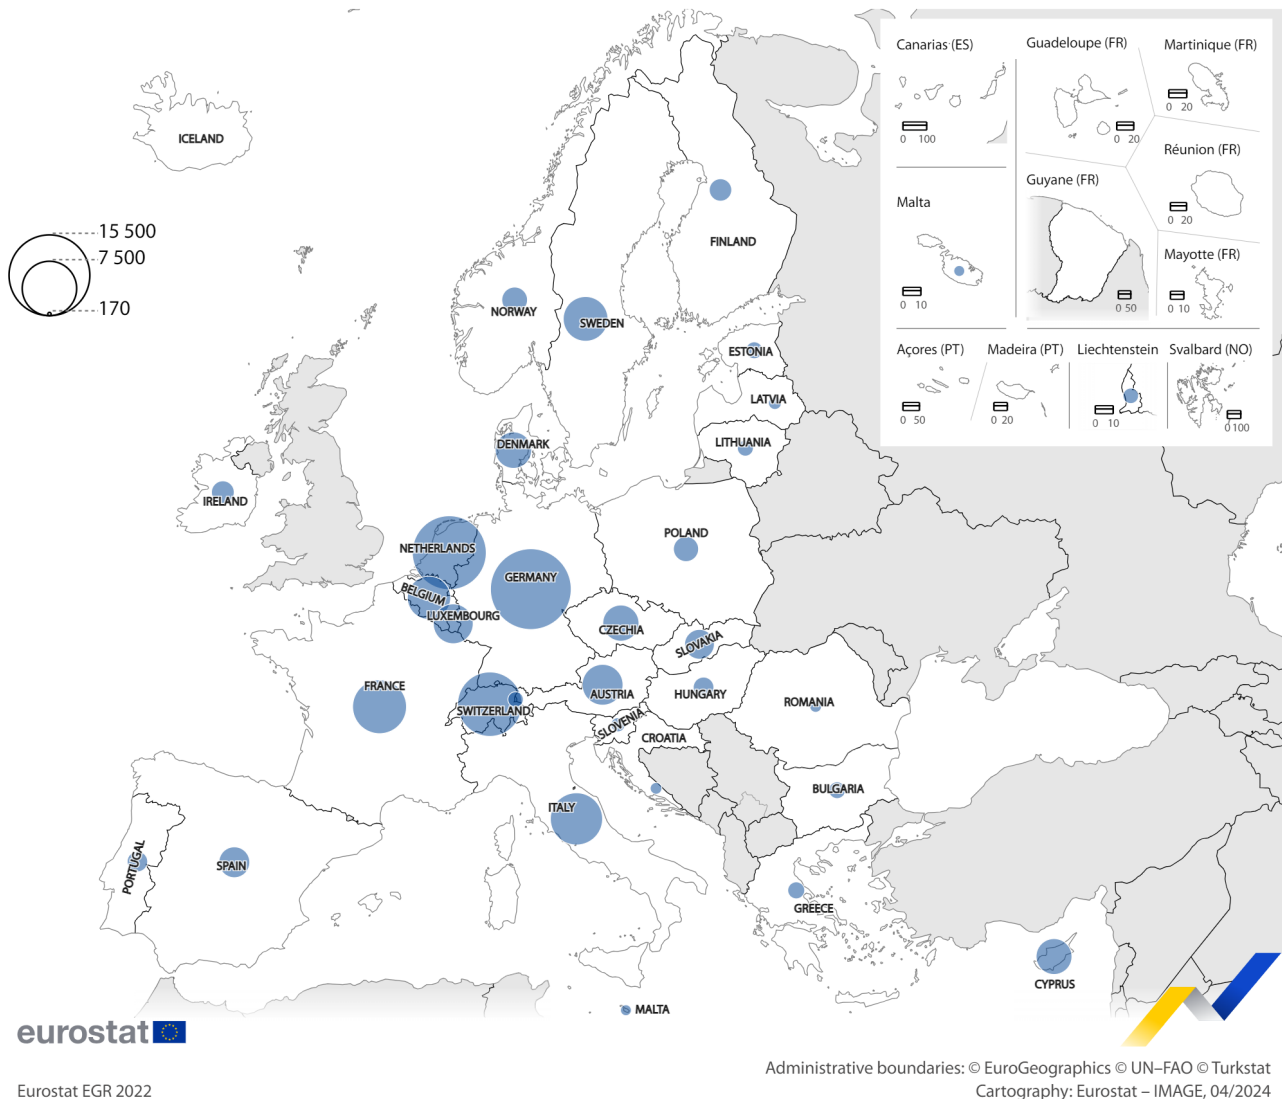 Canarias (ES)
Guadeloupe (FR)
Martinique (FR)
0 100
0 20
0 20
Malta
Guyane (FR)
Réunion (FR)
0 20
Mayotte (FR)
0 10
0 50
0 10
Açores (PT)
Madeira (PT)
Liechtenstein
Svalbard (NO)
0 50
0 20
0 10
0 100
ICELAND
15 500
7 500
170
FINLAND
NORWAY
SWEDEN
ESTONIA
LATVIA
DENMARK
LITHUANIA
IRELAND
POLAND
NETHERLANDS
GERMANY
BELGIUM
LUXEMBOURG
CZECHIA
SLOVAKIA
FRANCE
AUSTRIA
HUNGARY
SWITZERLAND
ROMANIA
SLOVENIA
CROATIA
BULGARIA
ITALY
PORTUGAL
SPAIN
GREECE
CYPRUS
MALTA
eurostat
Administrative boundaries: © EuroGeographics © UN–FAO © Turkstat
Eurostat EGR 2022
Cartography: Eurostat – IMAGE, 04/2024